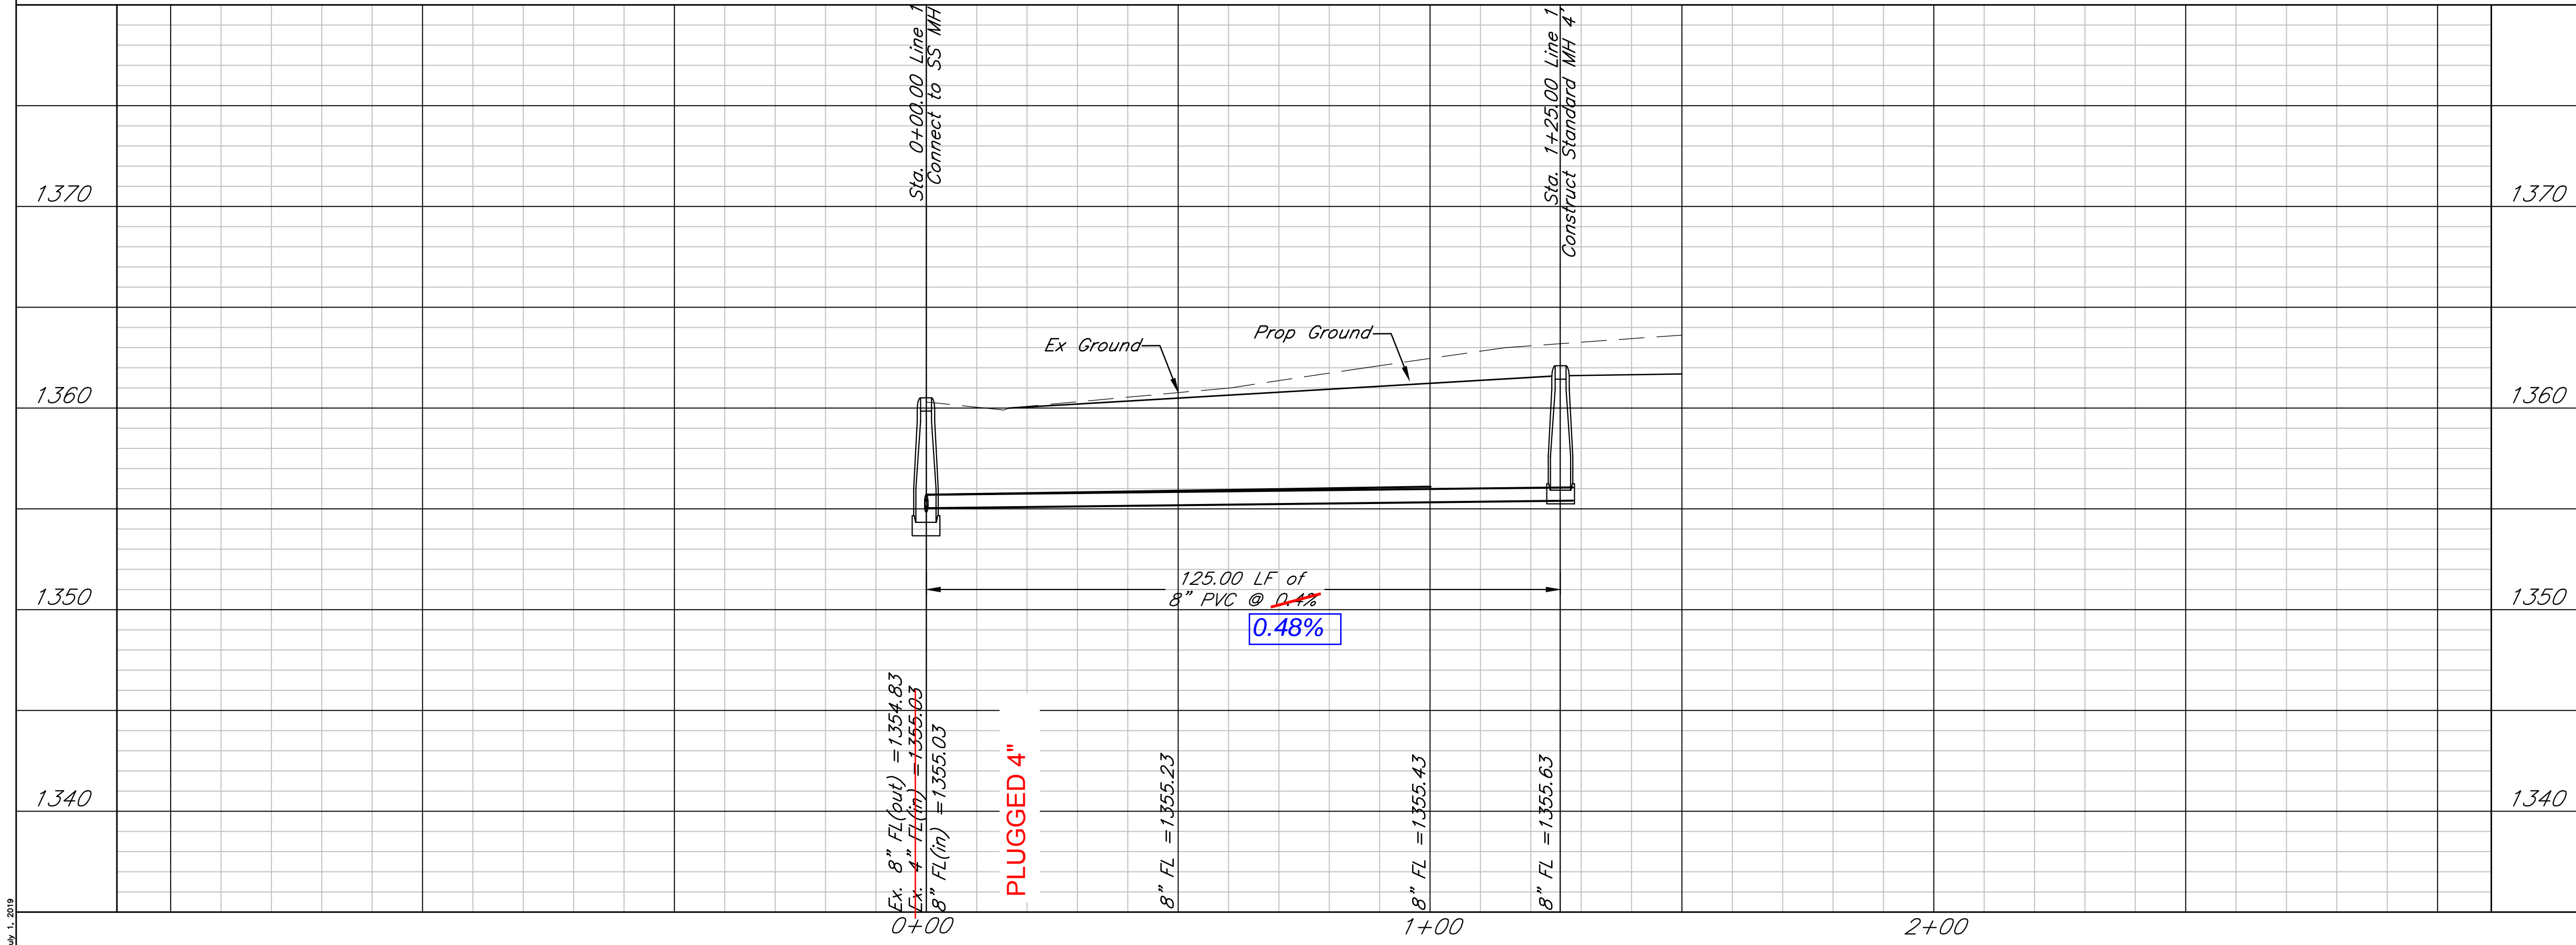 Sta. 0+00.00 Line 1
Connect to SS MH
Sta. 1+25.00 Line 1
Construct Standard MH 4'
1370
1370
Ex Ground
Prop Ground
1360
1360
125.00 LF of
8" PVC @ 0.4%
0.48%
1350
1350
Ex. 8" FL(out) =1354.83
Ex. 4" FL(in) =1355.03
8" FL(in) =1355.03
PLUGGED 4"
8" FL =1355.23
8" FL =1355.43
8" FL =1355.63
1340
1340
0+00
1+00
2+00
1, 2019